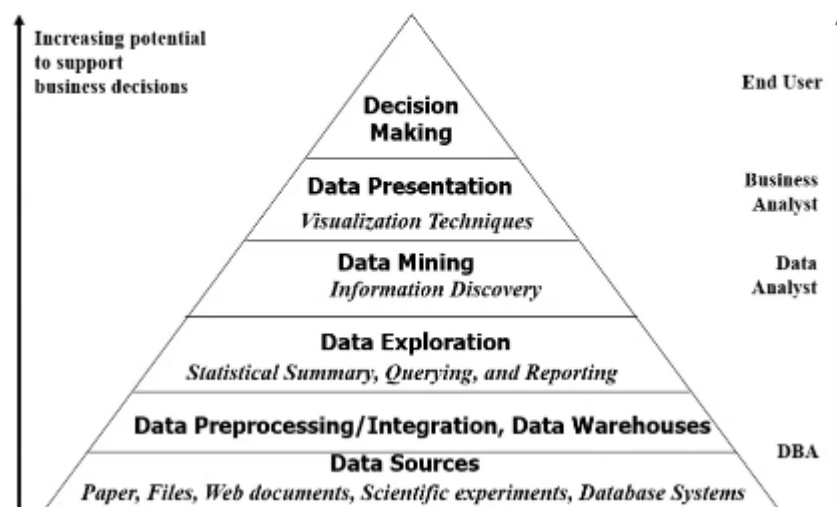 Increasing potential
to support
business decisions
End User
Decision
Making
Data Presentation
Visualization Techniques
Business
Analyst
Data Mining
Information Discovery
Data
Analyst
Data Exploration
Statistical Summary, Querying, and Reporting
Data Preprocessing/Integration, Data Warehouses
DBA
Data Sources
Paper, Files, Web documents, Scientific experiments, Database Systems